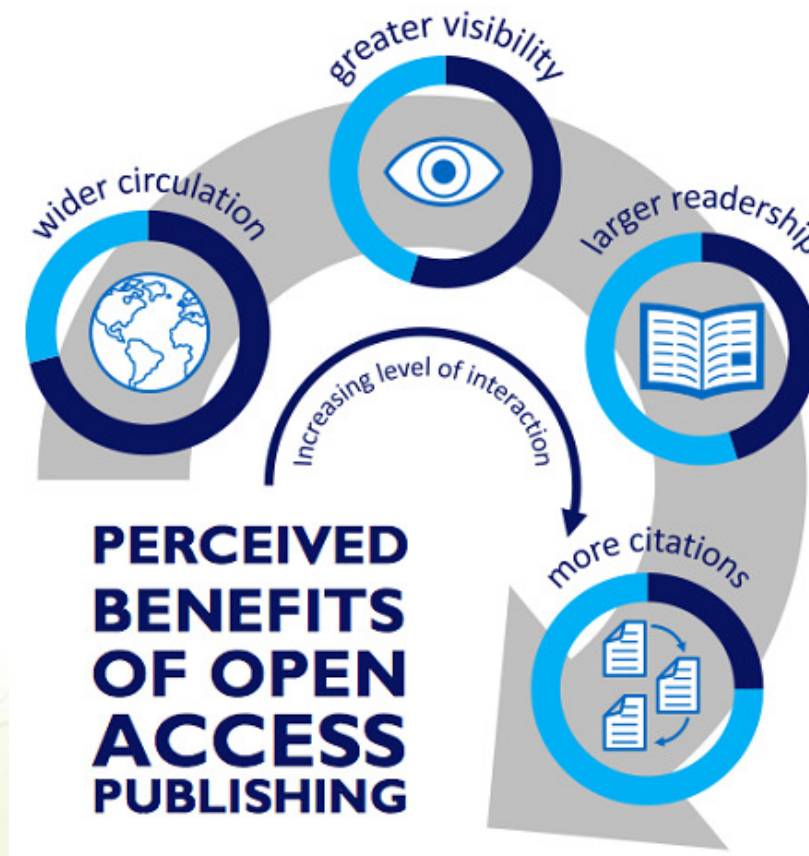 greater visibility
wider circulation
larger readership
Increasing level of interaction
more citations
PERCEIVED
BENEFITS
OF OPEN
ACCESS
PUBLISHING